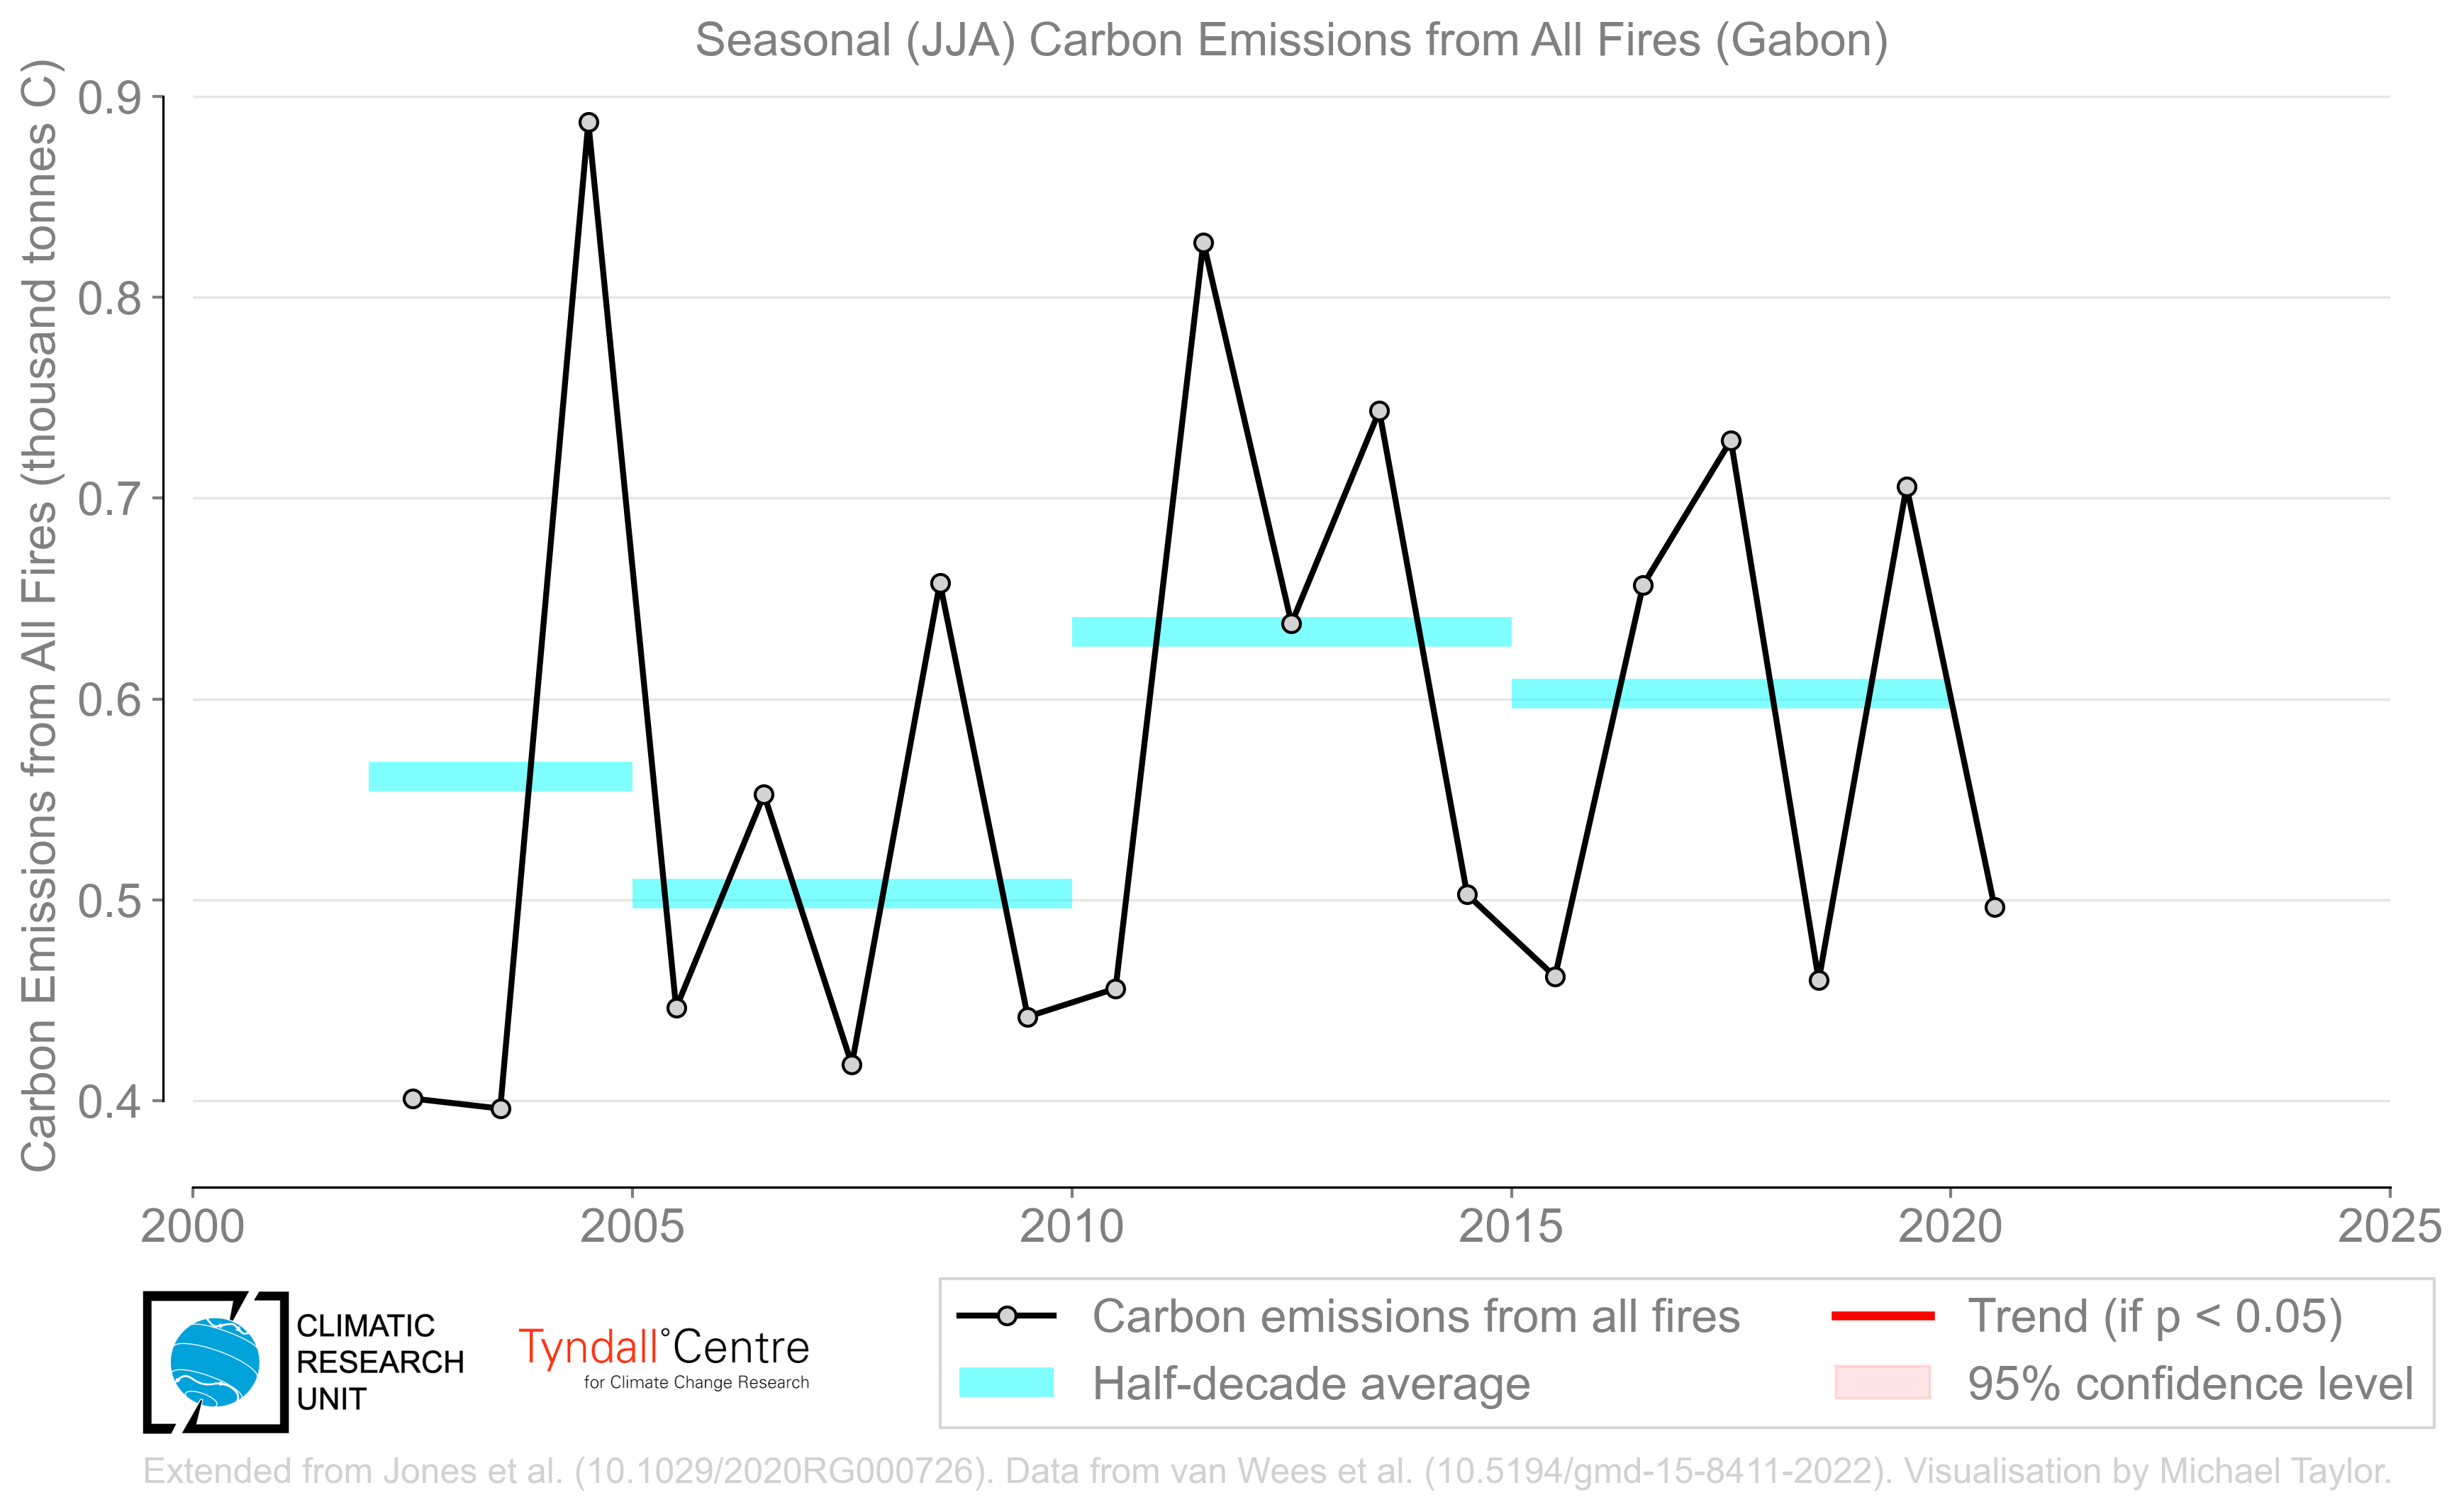 Seasonal (JJA) Carbon Emissions from All Fires (Gabon)
Carbon Emissions from All Fires (thousand tonnes C)
0.9
0.8
0.7
0.6
0.5
0.4
2000
2005
2010
2015
2020
2025
CLIMATIC
RESEARCH
UNIT
Tyndall°Centre
for Climate Change Research
Carbon emissions from all fires
Half-decade average
Trend (if p < 0.05)
95% confidence level
Extended from Jones et al. (10.1029/2020RG000726). Data from van Wees et al. (10.5194/gmd-15-8411-2022). Visualisation by Michael Taylor.